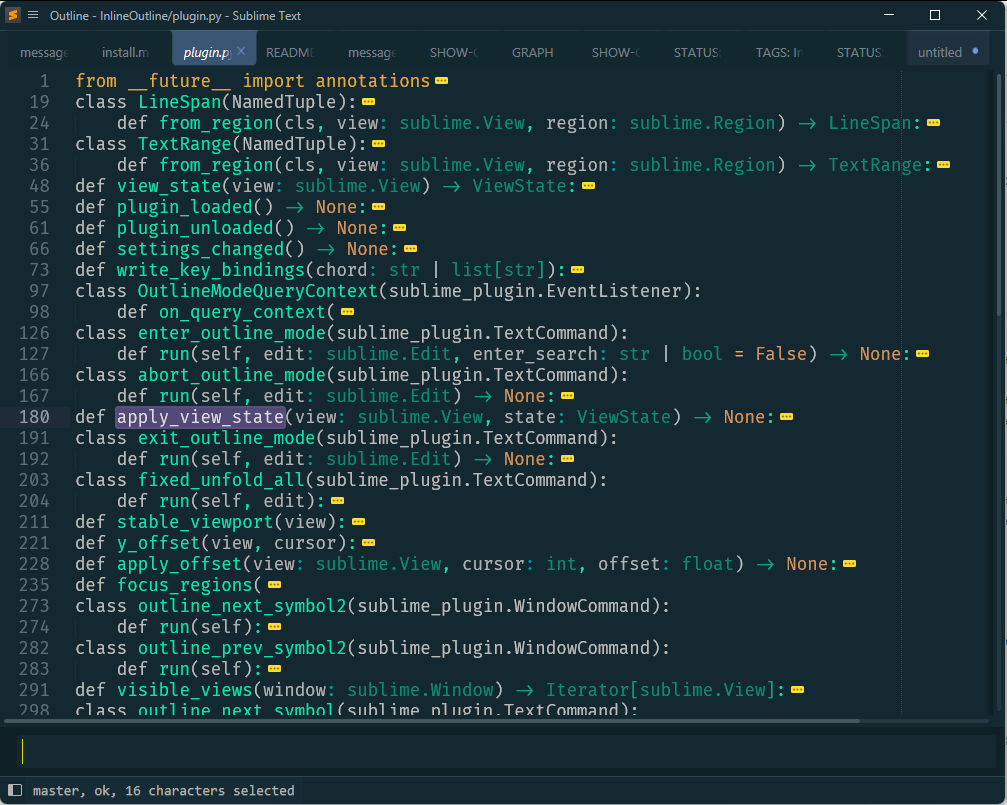 Outline - InlineOutline/plugin.py - Sublime Text
message install.m plugin.p README message SHOW- GRAPH SHOW- STATUS: TAGS: In STATUS untitled
1 from __future__ import annotations
19 class LineSpan(NamedTuple):
24 def from_region(cls, view: sublime.View, region: sublime.Region) -> LineSpan:
31 class TextRange(NamedTuple):
36 def from_region(cls, view: sublime.View, region: sublime.Region) -> TextRange:
48 def view_state(view: sublime.View) -> ViewState:
55 def plugin_loaded() -> None:
61 def plugin_unloaded() -> None:
66 def settings_changed() -> None:
73 def write_key_bindings(chord: str | list[str]):
97 class OutlineModeQueryContext(sublime_plugin.EventListener):
98 def on_query_context(
126 class enter_outline_mode(sublime_plugin.TextCommand):
127 def run(self, edit: sublime.Edit, enter_search: str | bool = False) -> None:
166 class abort_outline_mode(sublime_plugin.TextCommand):
167 def run(self, edit: sublime.Edit) -> None:
180 def apply_view_state(view: sublime.View, state: ViewState) -> None:
191 class exit_outline_mode(sublime_plugin.TextCommand):
192 def run(self, edit: sublime.Edit) -> None:
203 class fixed_unfold_all(sublime_plugin.TextCommand):
204 def run(self, edit):
211 def stable_viewport(view):
221 def y_offset(view, cursor):
228 def apply_offset(view: sublime.View, cursor: int, offset: float) -> None:
235 def focus_regions(
273 class outline_next_symbol2(sublime_plugin.WindowCommand):
274 def run(self):
282 class outline_prev_symbol2(sublime_plugin.WindowCommand):
283 def run(self):
291 def visible_views(window: sublime.Window) -> Iterator[sublime.View]:
298 class outline_next_symbol(sublime_plugin.TextCommand):
master, ok, 16 characters selected